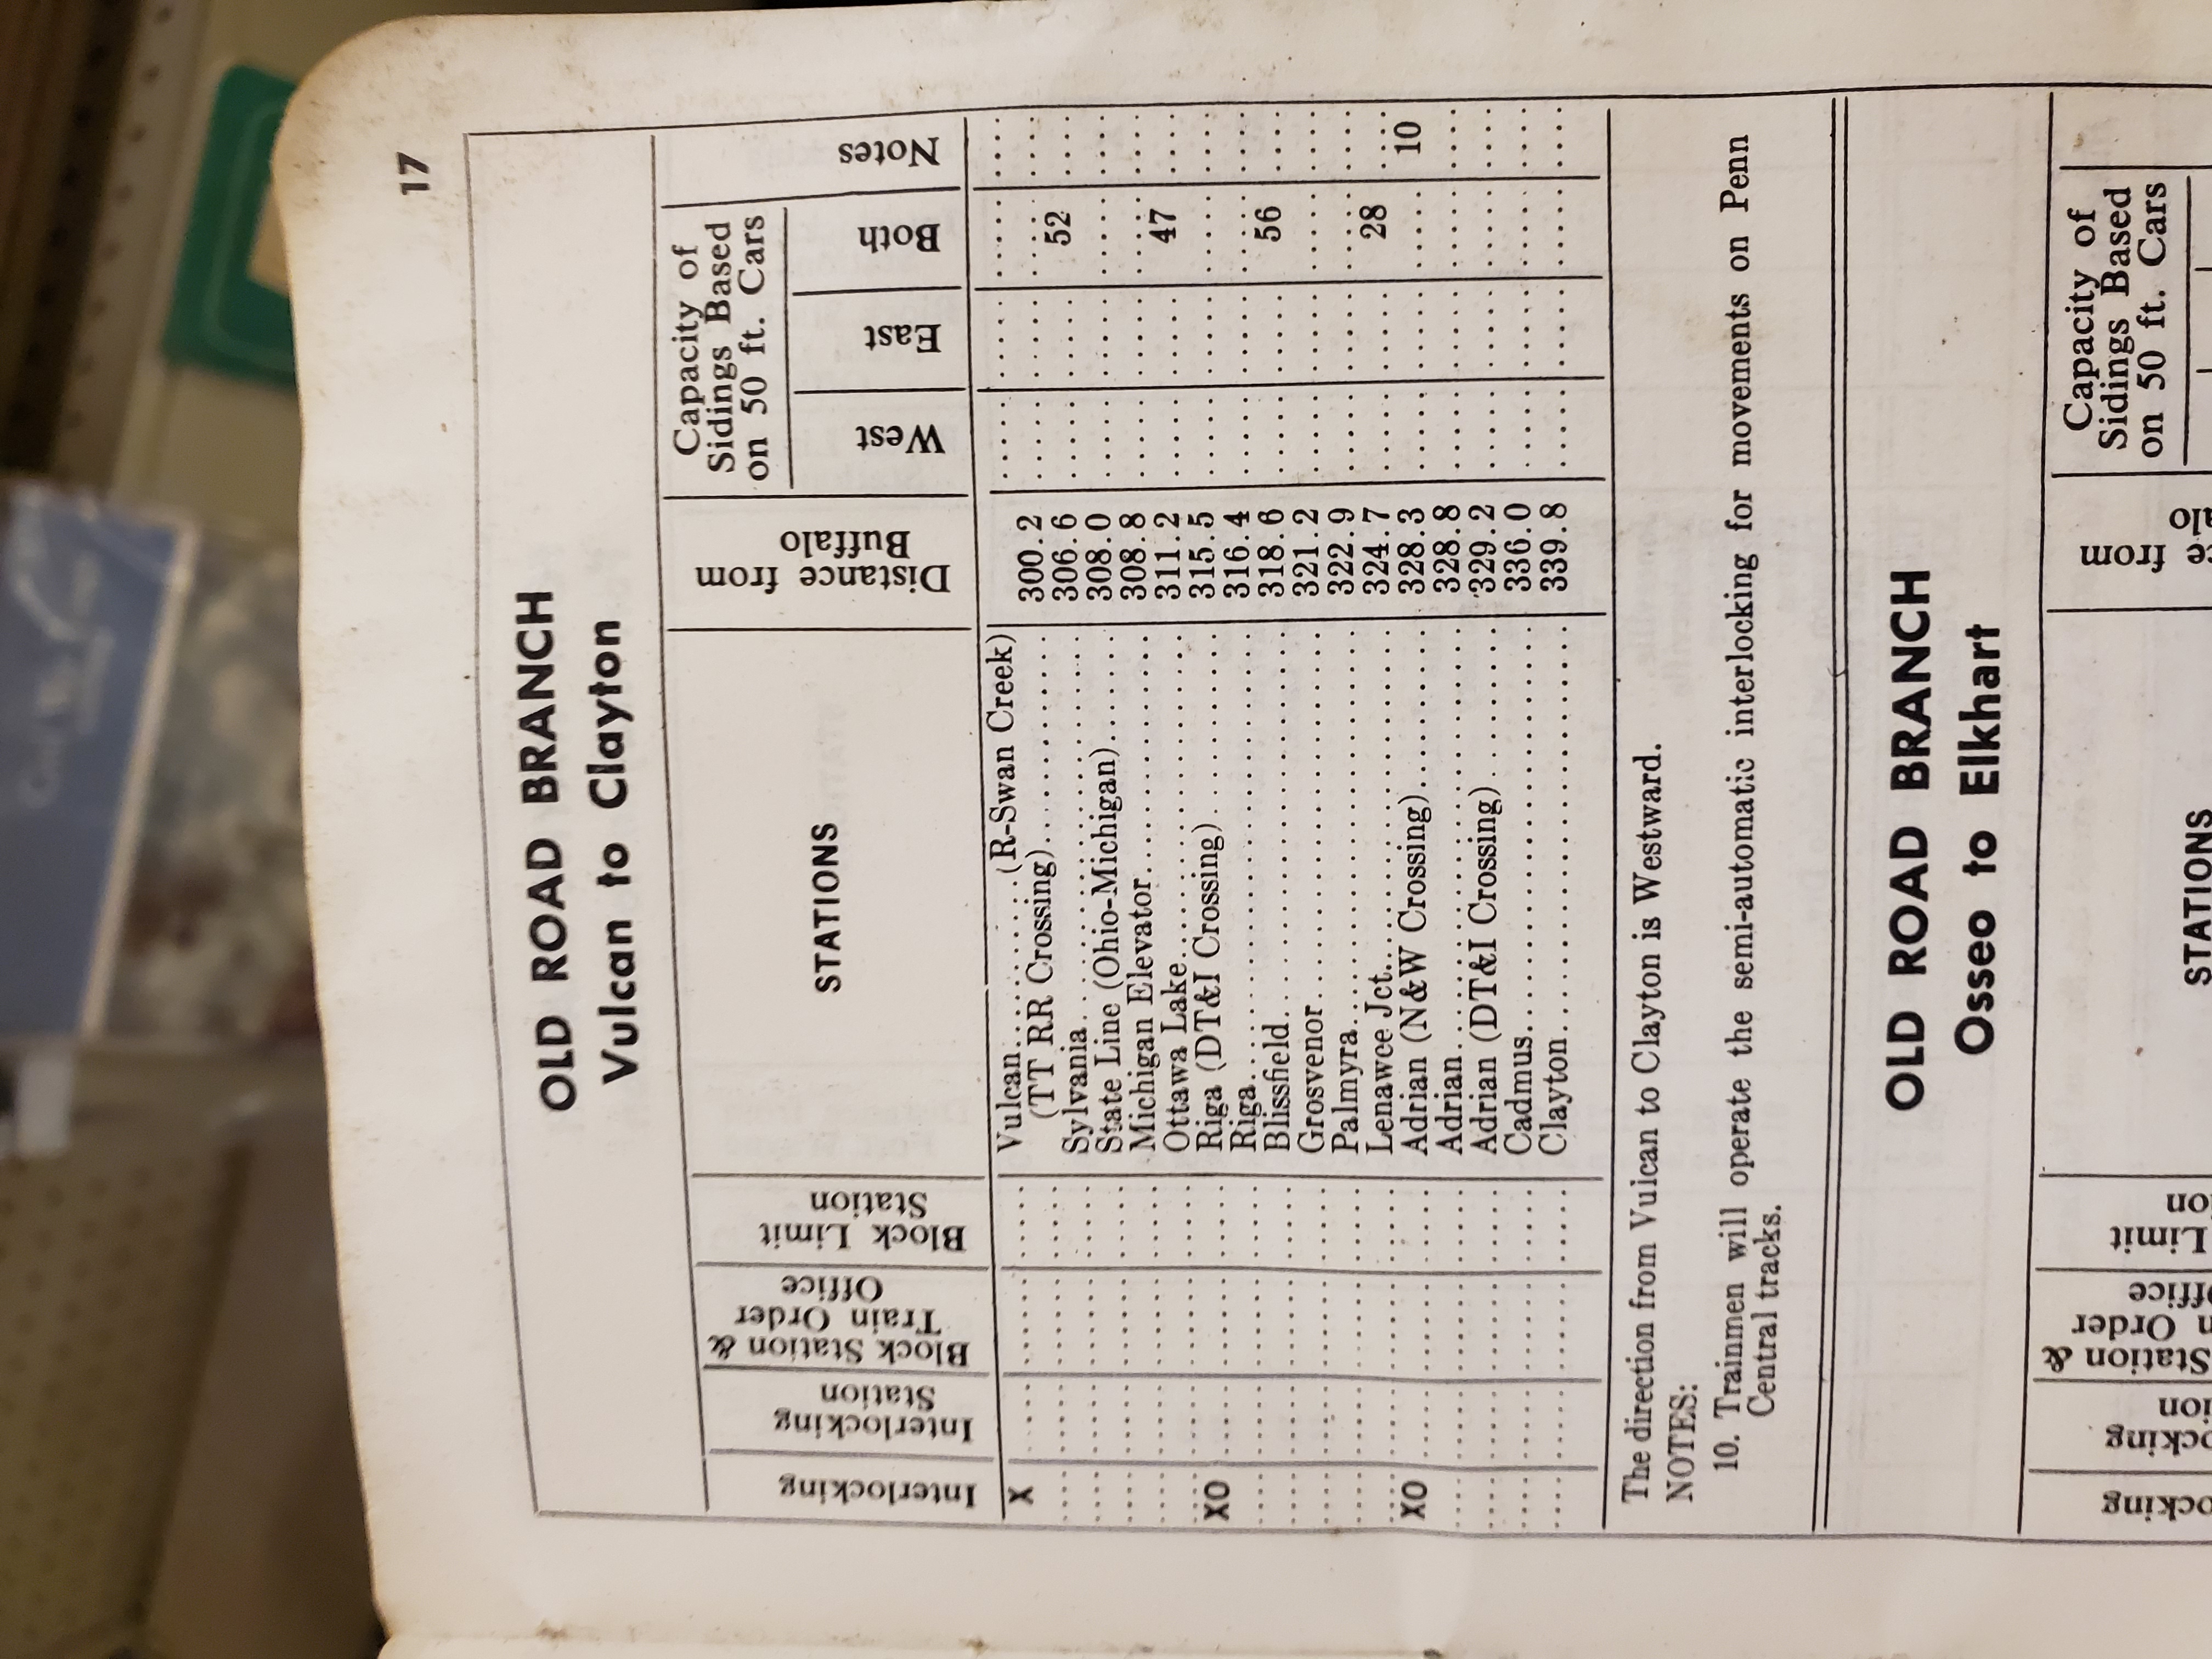 17
OLD ROAD BRANCH
Vulcan to Clayton
Interlocking
Interlocking
Station
Block Station &
Train Order
Office
Block Limit
Station
STATIONS
Distance from
Buffalo
Capacity of
Sidings Based
on 50 ft. Cars
West
East
Both
Notes
X Vulcan..........(R-Swan Creek)
(TT RR Crossing) 300.2
Sylvania 306.6 52
State Line (Ohio-Michigan) 308.0
Michigan Elevator 308.8
Ottawa Lake 311.2 47
XO Riga (DT&I Crossing) 315.5
Riga 316.4
Blissfield 318.6 56
Grosvenor 321.2
Palmyra 322.9
Lenawee Jct. 324.7 28
XO Adrian (N&W Crossing) 328.3 10
Adrian 328.8
Adrian (DT&I Crossing) 329.2
Cadmus 336.0
Clayton 339.8
The direction from Vulcan to Clayton is Westward.
NOTES:
10. Trainmen will operate the semi-automatic interlocking for movements on Penn
Central tracks.
OLD ROAD BRANCH
Osseo to Elkhart
STATIONS
from
Capacity of
Sidings Based
on 50 ft. Cars